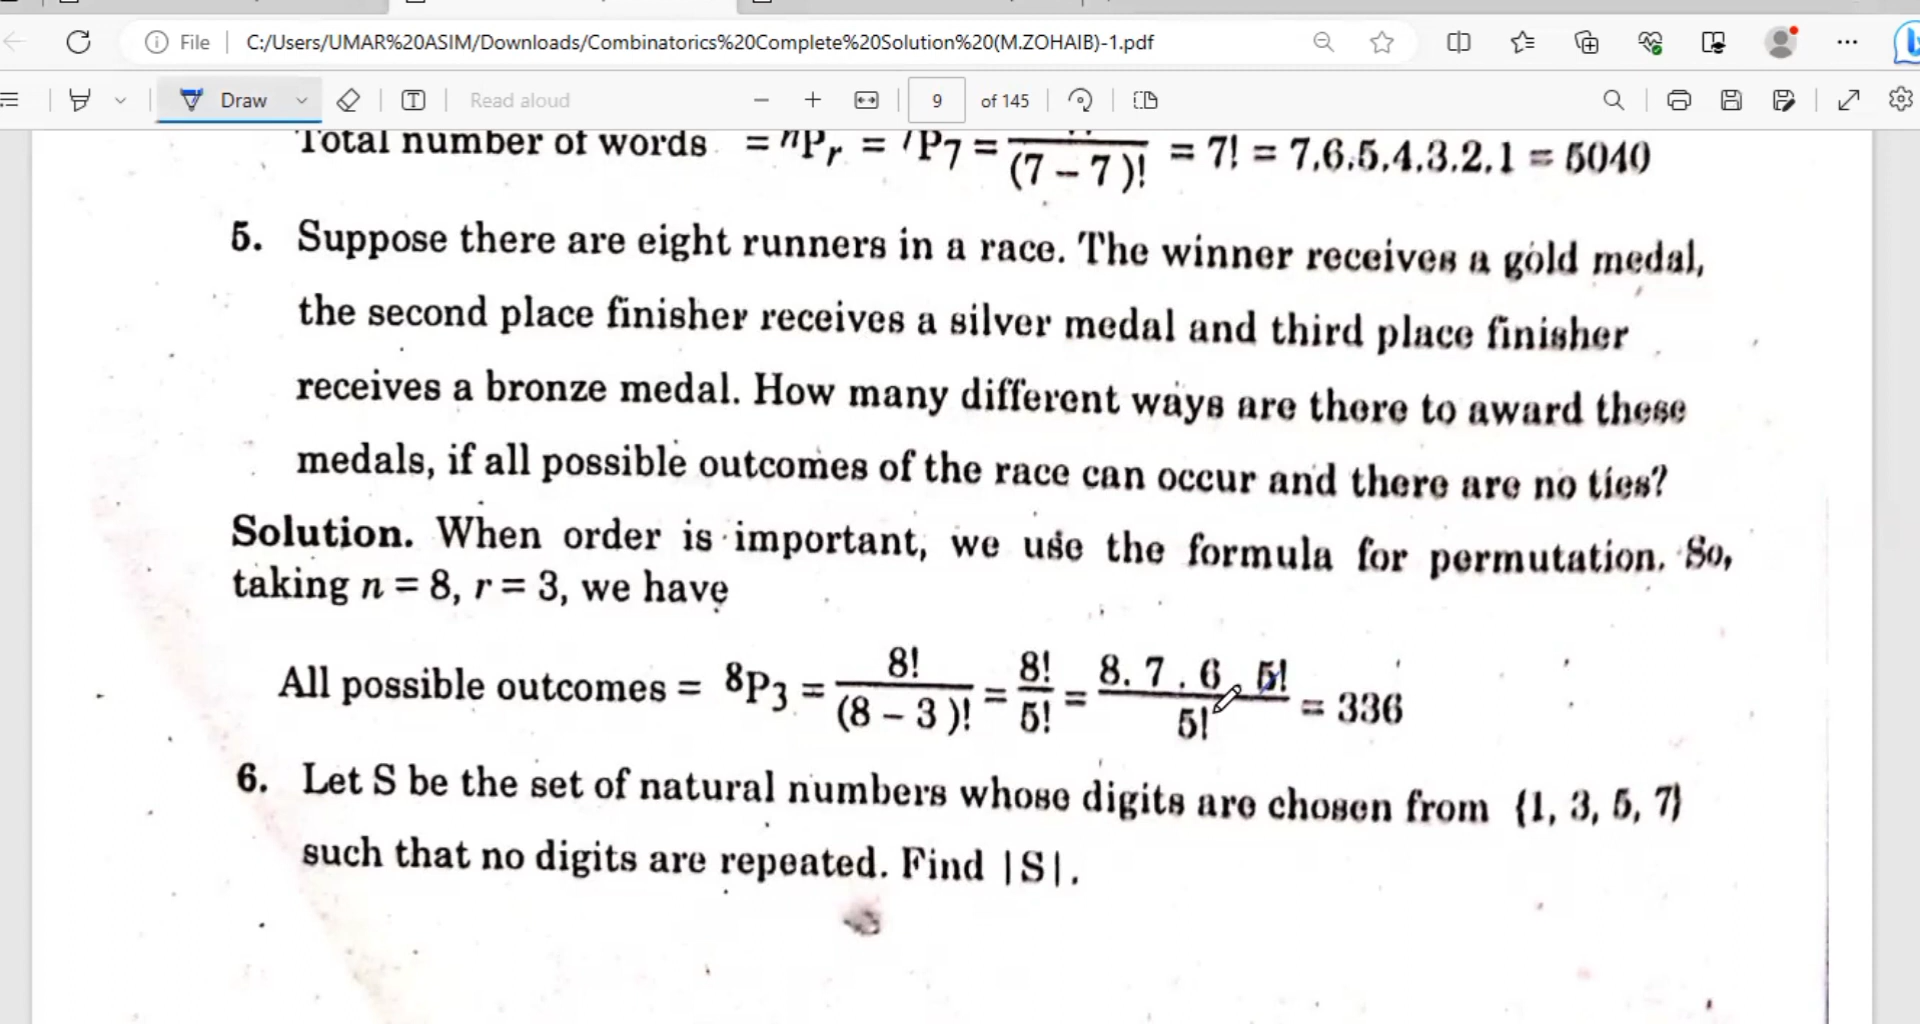 File C:/Users/UMAR%20ASIM/Downloads/Combinatorics%20Complete%20Solution%20(M.ZOHAIB)-1.pdf
Draw Read aloud 9 of 145
Total number of words = ⁿPᵣ = ⁷P₇ = / (7 – 7)! = 7! = 7.6.5.4.3.2.1 = 5040
5. Suppose there are eight runners in a race. The winner receives a gold medal,
the second place finisher receives a silver medal and third place finisher
receives a bronze medal. How many different ways are there to award these
medals, if all possible outcomes of the race can occur and there are no ties?
Solution. When order is important, we use the formula for permutation. So,
taking n = 8, r = 3, we have
All possible outcomes = ⁸P₃ = 8! / (8 – 3)! = 8! / 5! = 8. 7 . 6 . 5! / 5! = 336
6. Let S be the set of natural numbers whose digits are chosen from {1, 3, 5, 7}
such that no digits are repeated. Find |S|.